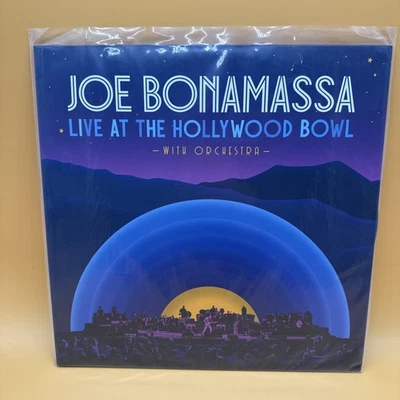 JOE BONAMASSA
LIVE AT THE HOLLYWOOD BOWL
– WITH ORCHESTRA –